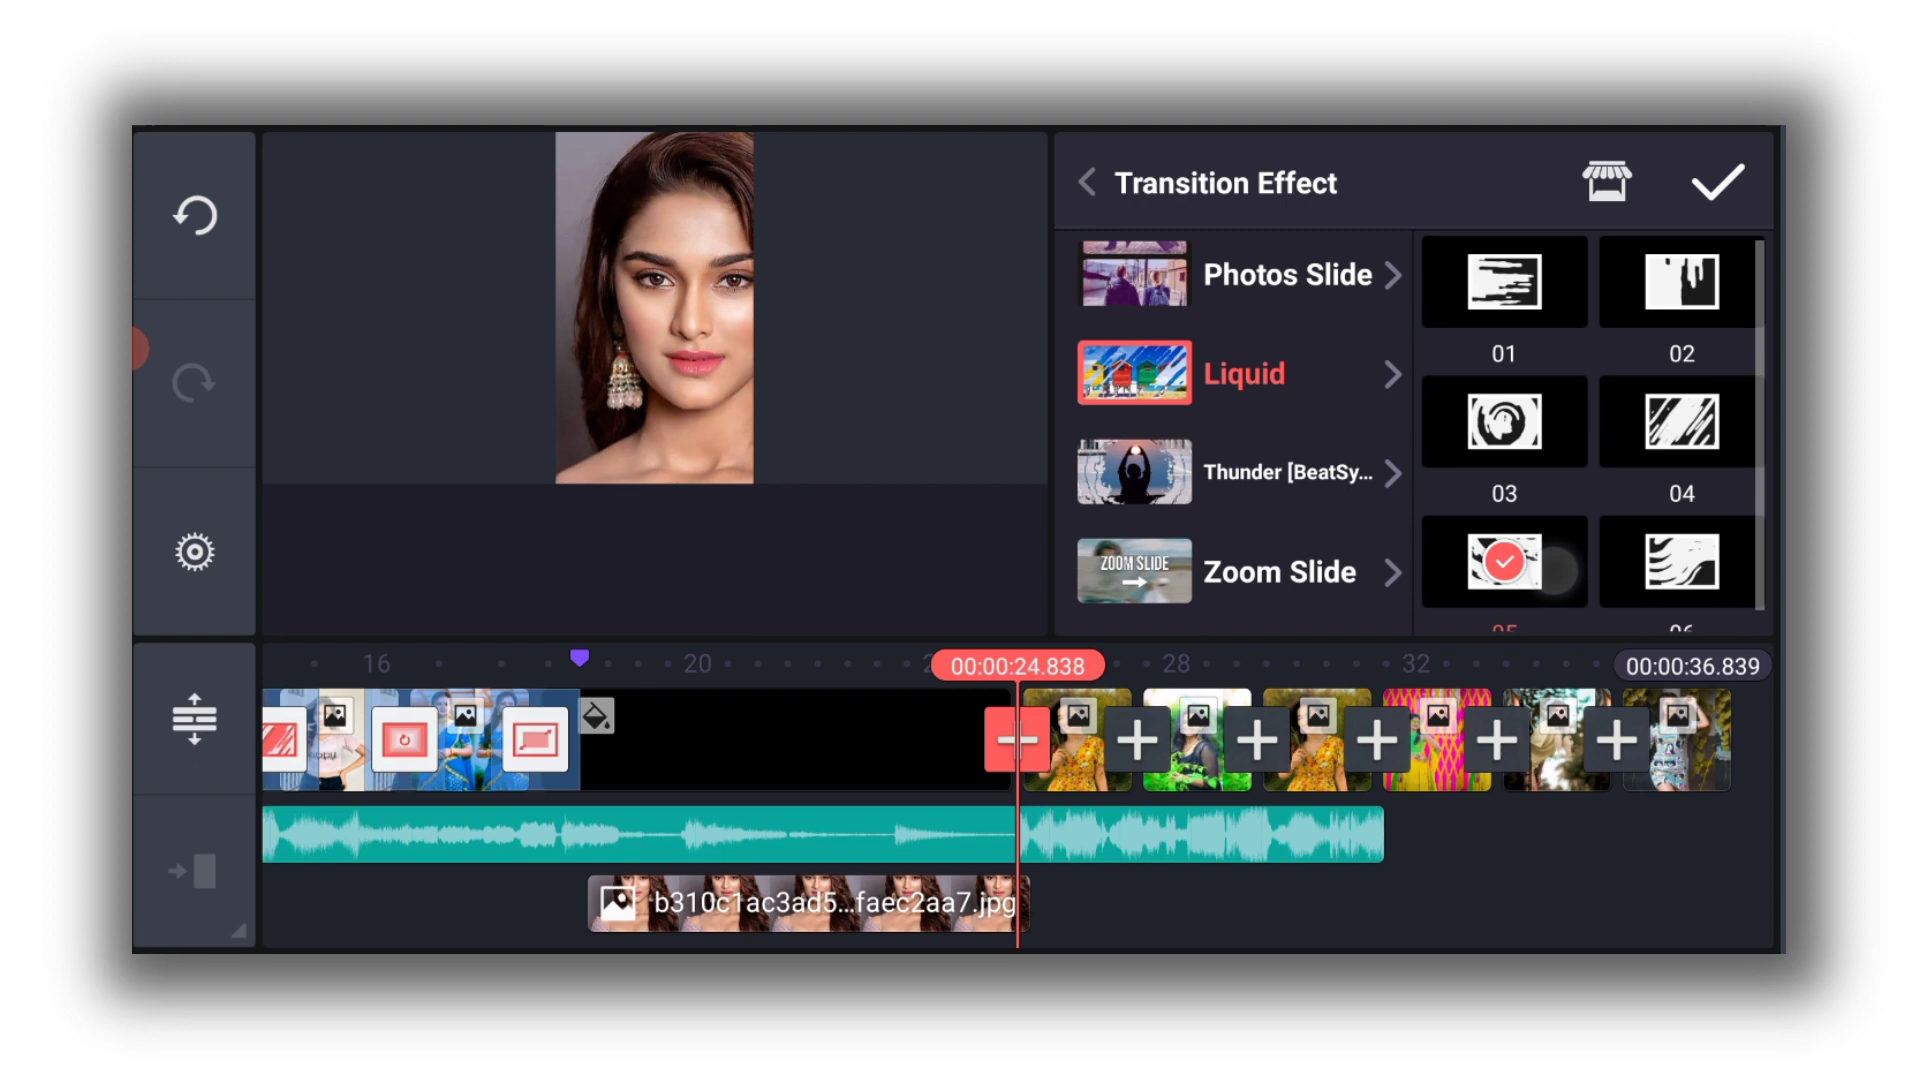 Transition Effect
Photos Slide
Liquid
Thunder [BeatSy...
ZOOM SLIDE
Zoom Slide
01
02
03
04
05
06
16
20
00:00:24.838
28
32
00:00:36.839
b310c1ac3ad5...faec2aa7.jpg